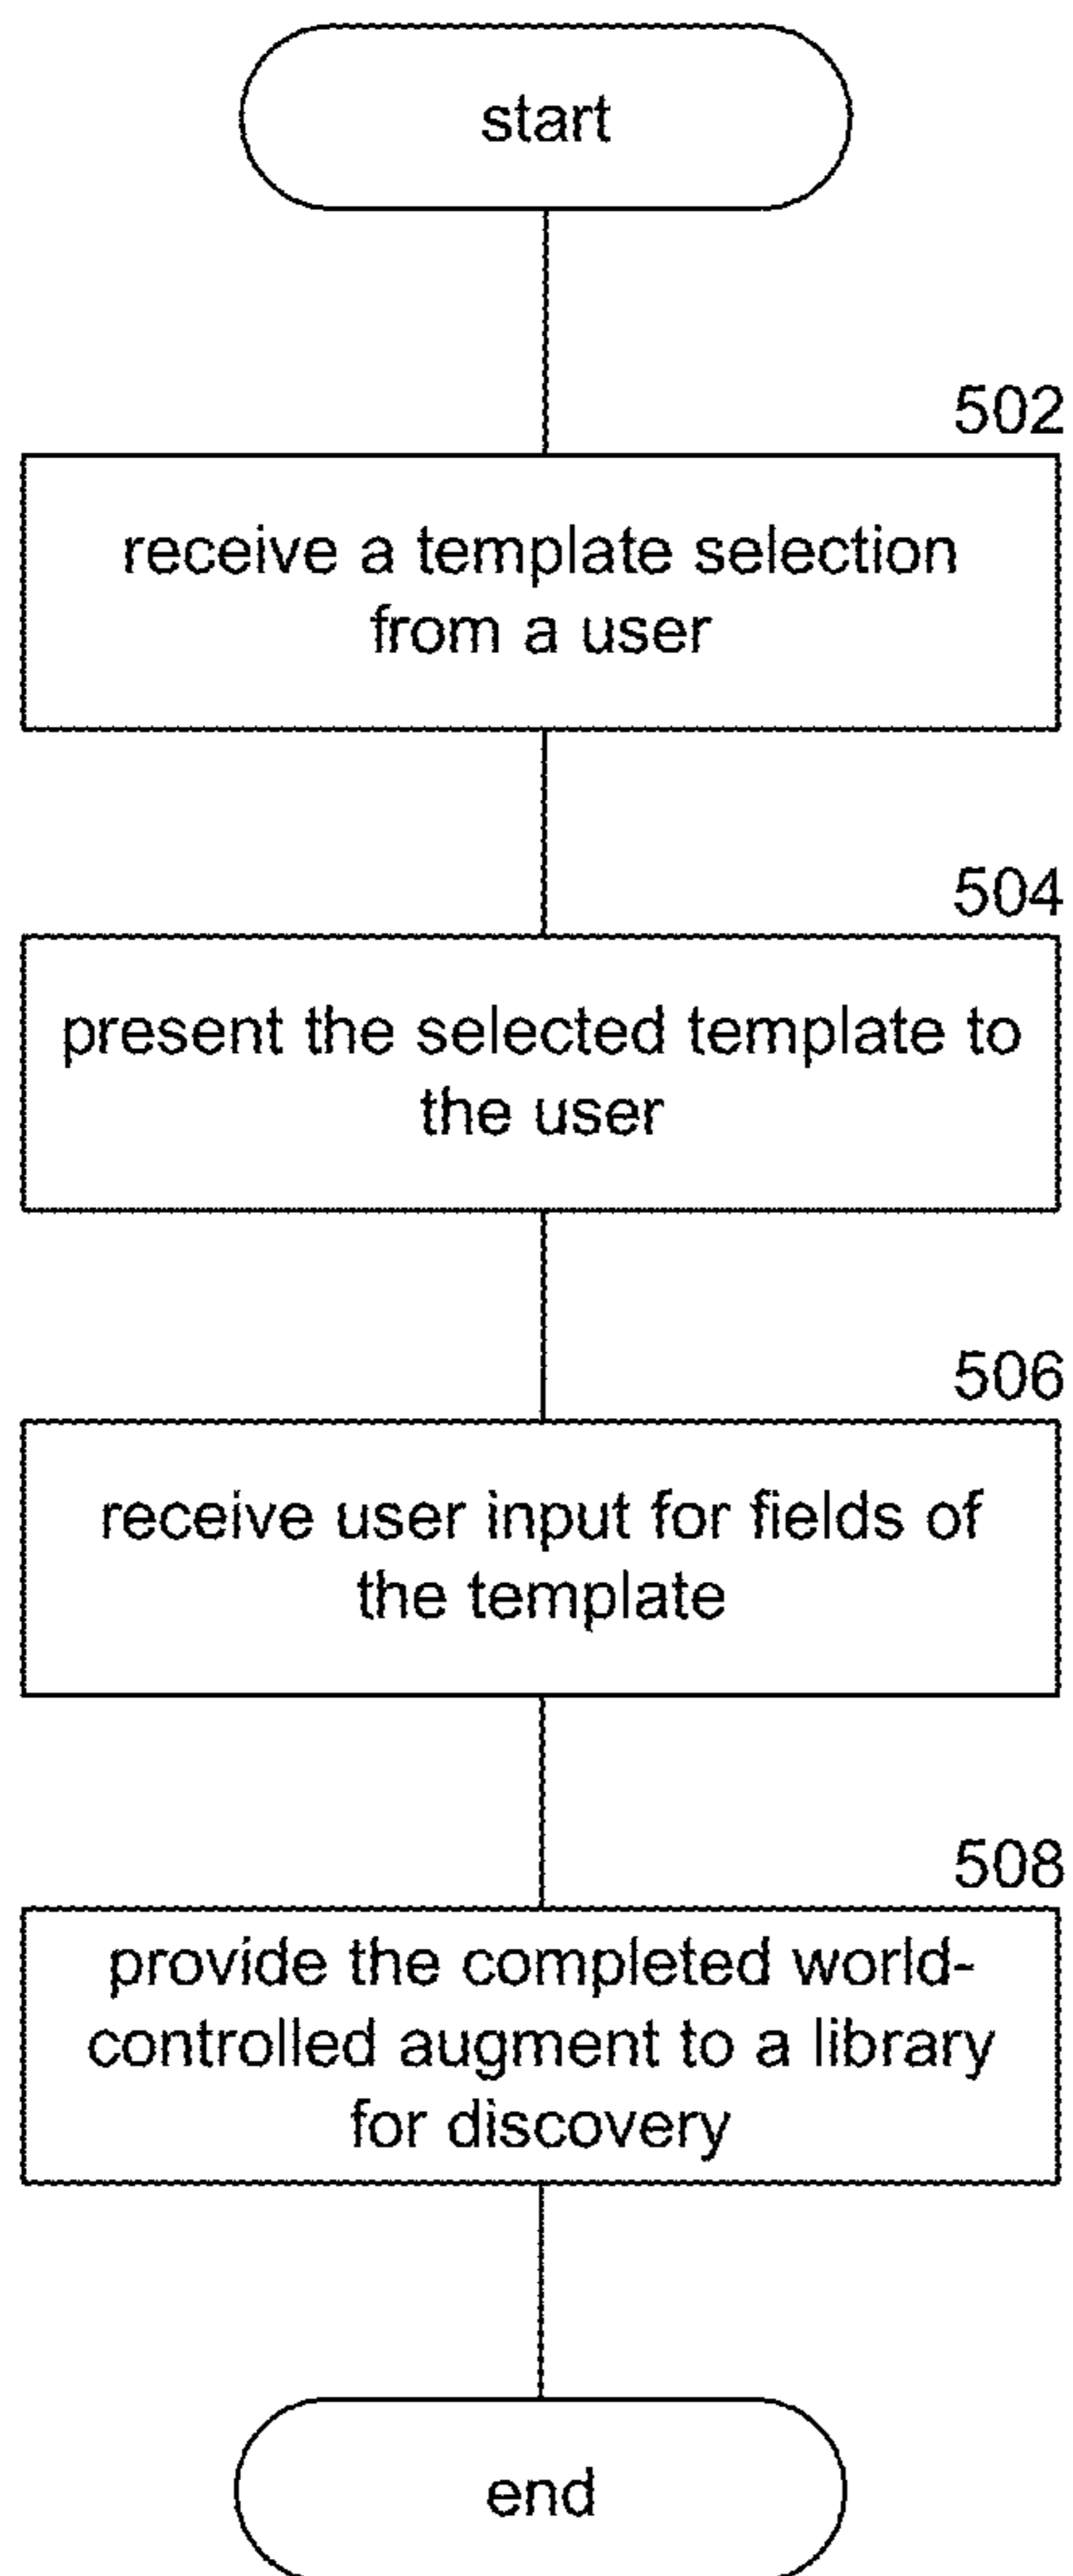 start
502
receive a template selection
from a user
504
present the selected template to
the user
506
receive user input for fields of
the template
508
provide the completed world-
controlled augment to a library
for discovery
end